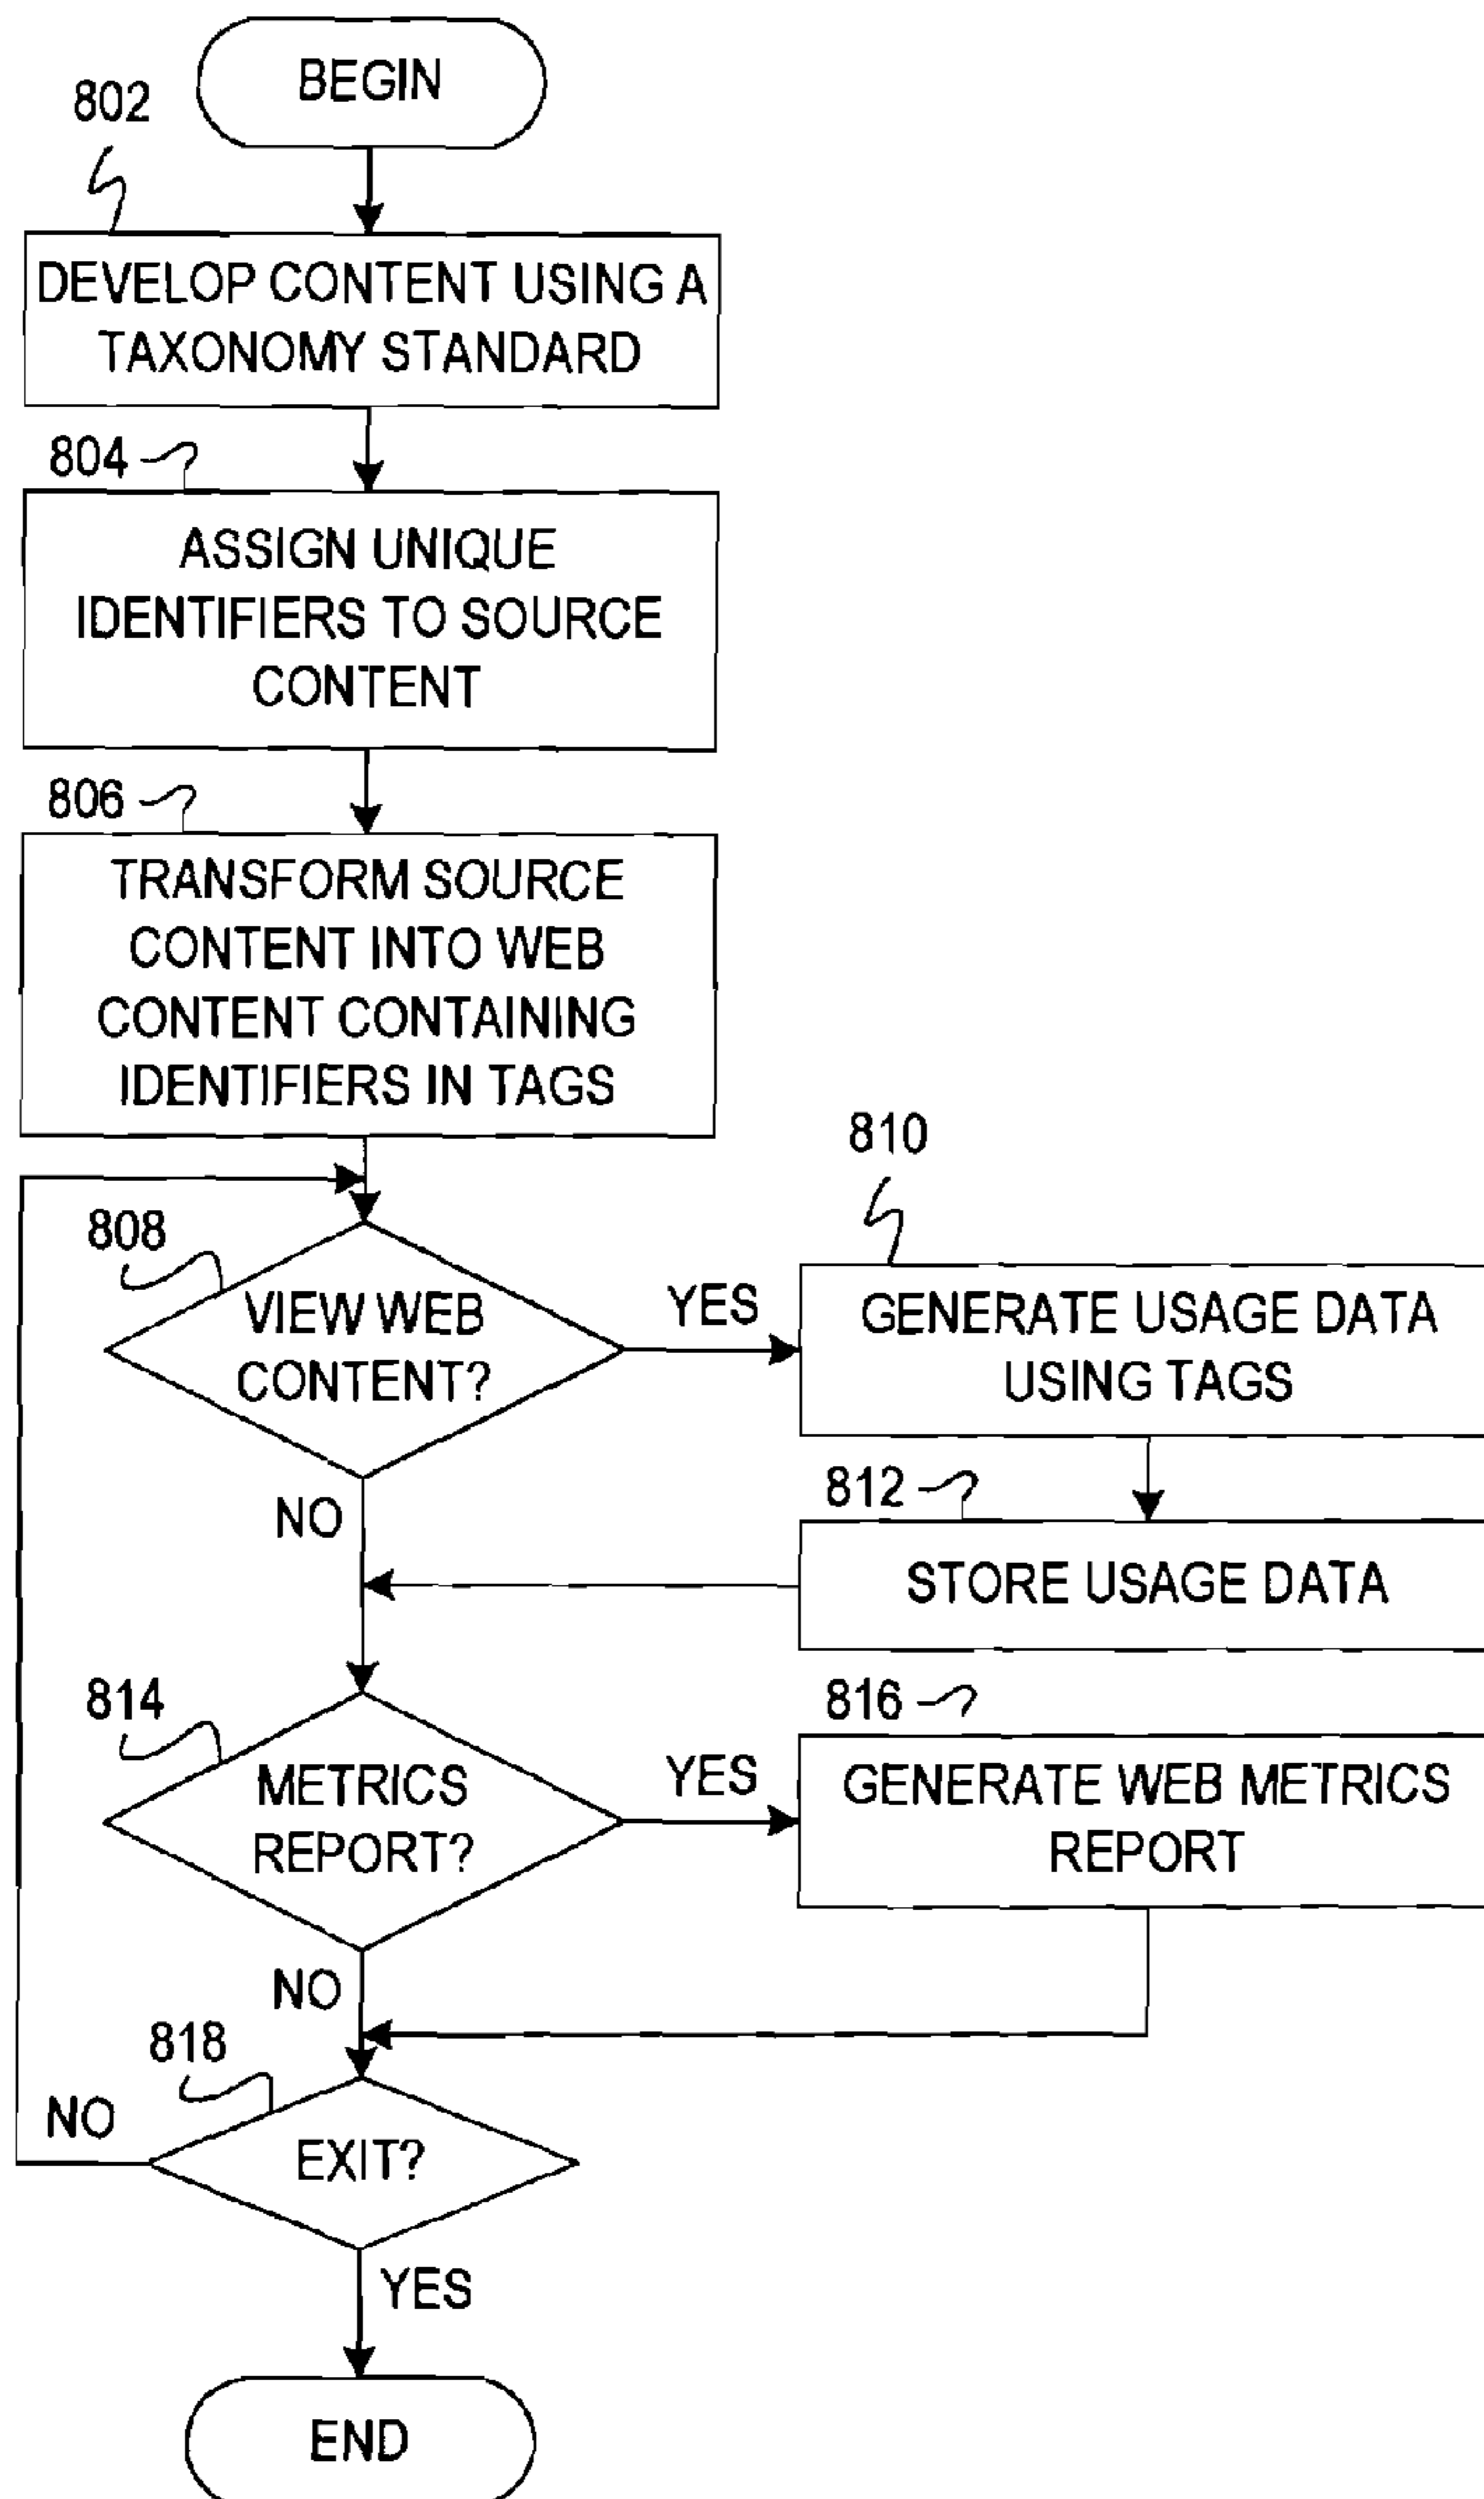 BEGIN
802
DEVELOP CONTENT USING A
TAXONOMY STANDARD
804
ASSIGN UNIQUE
IDENTIFIERS TO SOURCE
CONTENT
806
TRANSFORM SOURCE
CONTENT INTO WEB
CONTENT CONTAINING
IDENTIFIERS IN TAGS
808
VIEW WEB
CONTENT?
YES
810
GENERATE USAGE DATA
USING TAGS
NO
812
STORE USAGE DATA
814
METRICS
REPORT?
YES
816
GENERATE WEB METRICS
REPORT
NO
818
EXIT?
NO
YES
END